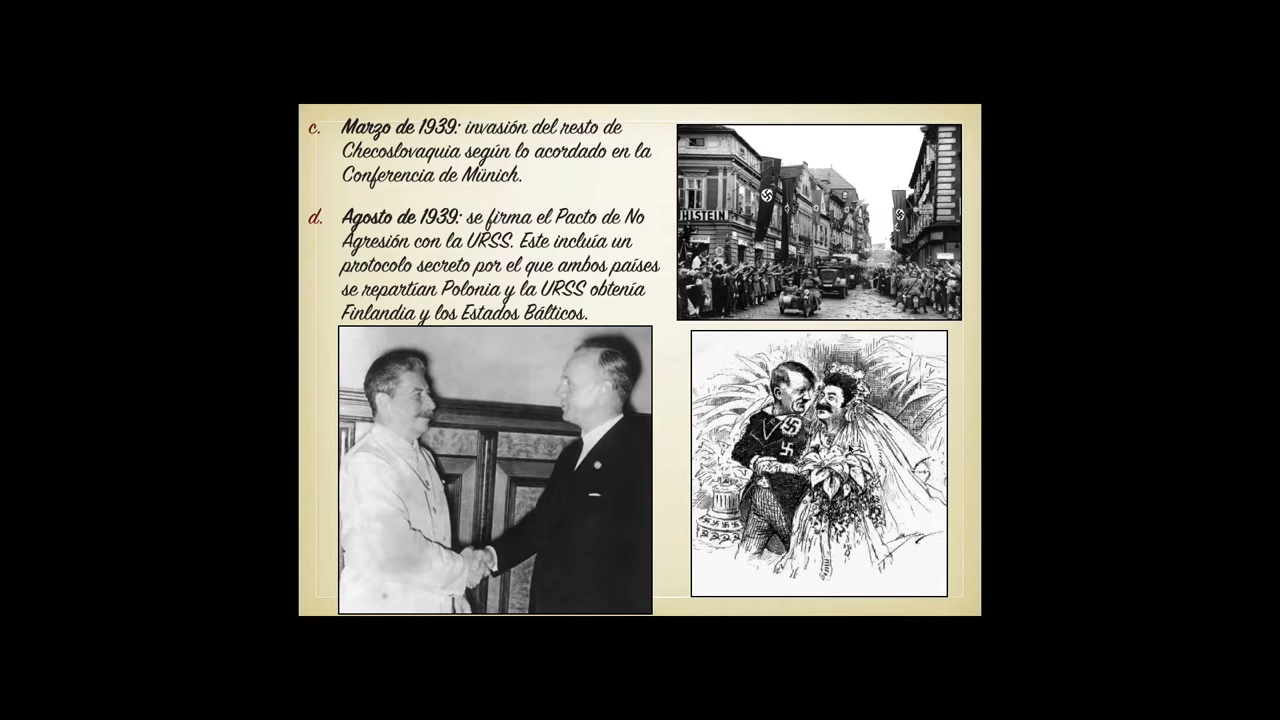 c. Marzo de 1939: invasión del resto de
Checoslovaquia según lo acordado en la
Conferencia de Münich.
d. Agosto de 1939: se firma el Pacto de No
Agresión con la URSS. Este incluía un
protocolo secreto por el que ambos países
se repartían Polonia y la URSS obtenía
Finlandia y los Estados Bálticos.
HLSTEIN